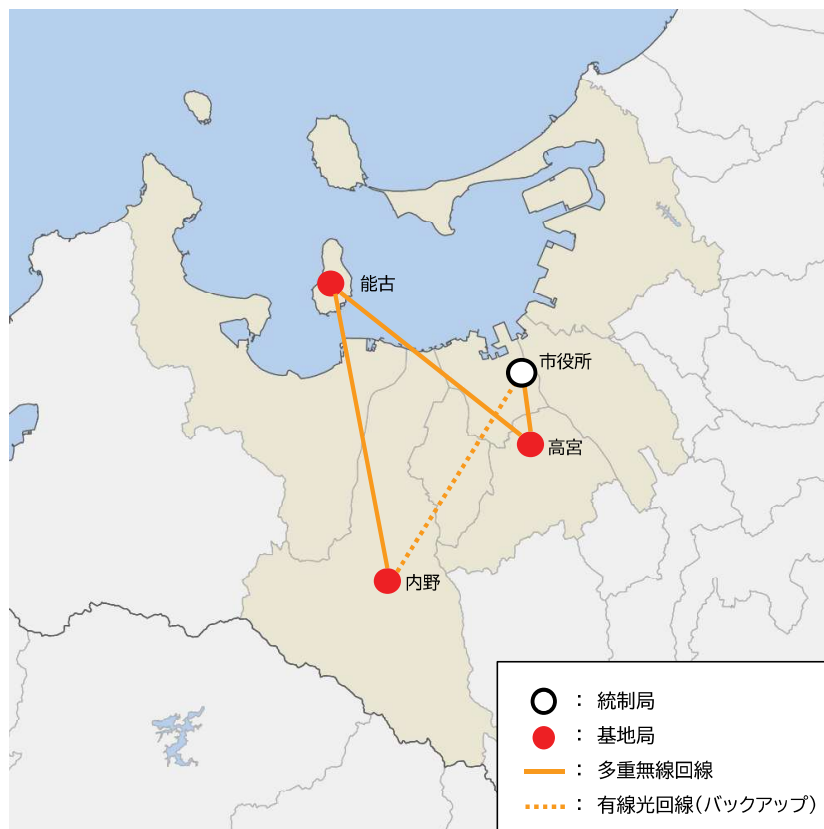 能古
市役所
高宮
内野
： 統制局
： 基地局
： 多重無線回線
： 有線光回線(バックアップ)